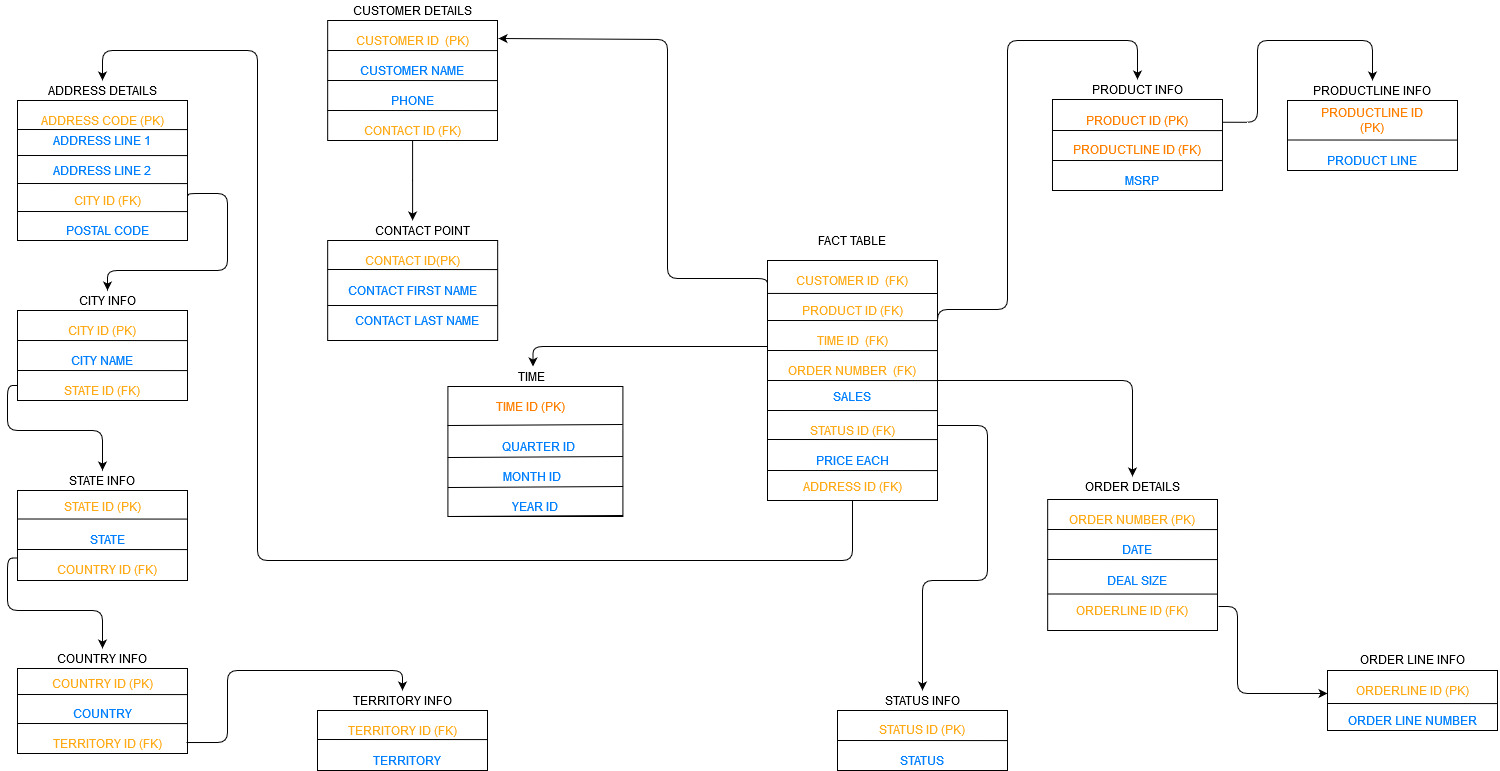 CUSTOMER DETAILS
CUSTOMER ID (PK)
CUSTOMER NAME
PHONE
CONTACT ID (FK)
ADDRESS DETAILS
ADDRESS CODE (PK)
ADDRESS LINE 1
ADDRESS LINE 2
CITY ID (FK)
POSTAL CODE
PRODUCT INFO
PRODUCT ID (PK)
PRODUCTLINE ID (FK)
MSRP
PRODUCTLINE INFO
PRODUCTLINE ID
(PK)
PRODUCT LINE
CONTACT POINT
CONTACT ID(PK)
CONTACT FIRST NAME
CONTACT LAST NAME
FACT TABLE
CUSTOMER ID (FK)
PRODUCT ID (FK)
TIME ID (FK)
ORDER NUMBER (FK)
SALES
STATUS ID (FK)
PRICE EACH
ADDRESS ID (FK)
CITY INFO
CITY ID (PK)
CITY NAME
STATE ID (FK)
TIME
TIME ID (PK)
QUARTER ID
MONTH ID
YEAR ID
STATE INFO
STATE ID (PK)
STATE
COUNTRY ID (FK)
ORDER DETAILS
ORDER NUMBER (PK)
DATE
DEAL SIZE
ORDERLINE ID (FK)
COUNTRY INFO
COUNTRY ID (PK)
COUNTRY
TERRITORY ID (FK)
TERRITORY INFO
TERRITORY ID (FK)
TERRITORY
STATUS INFO
STATUS ID (PK)
STATUS
ORDER LINE INFO
ORDERLINE ID (PK)
ORDER LINE NUMBER